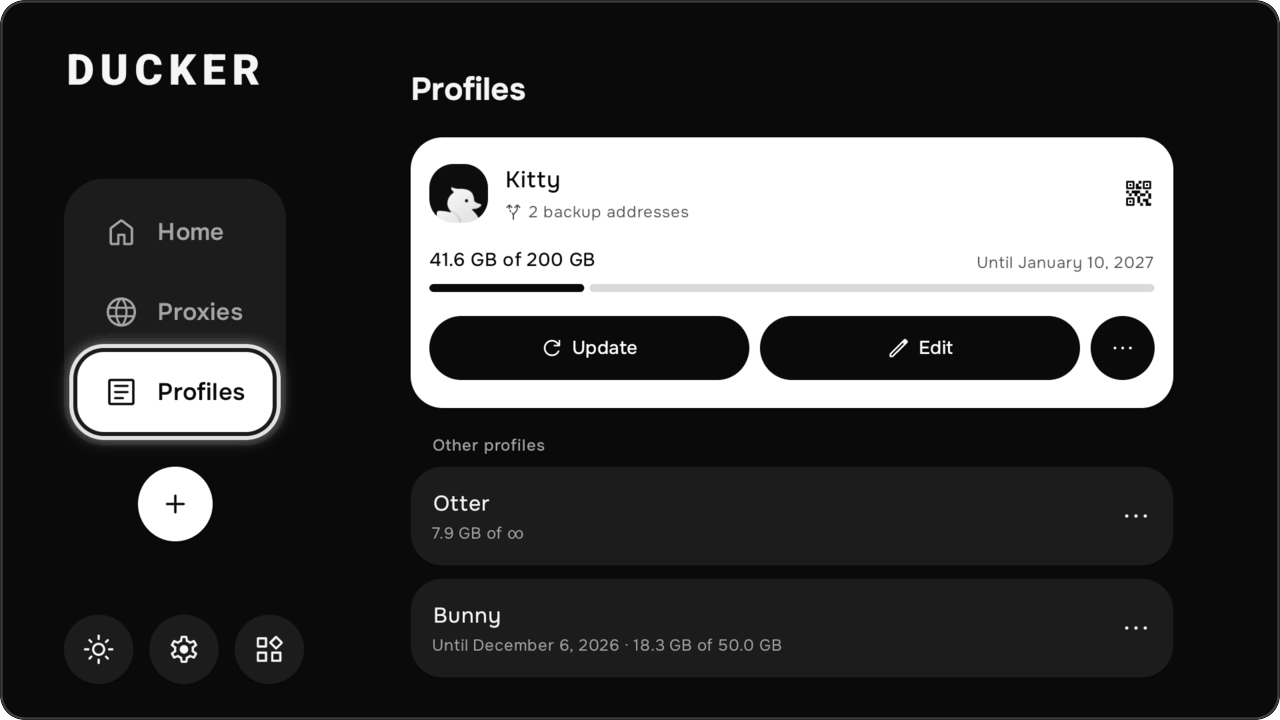 DUCKER
Home
Proxies
Profiles
Profiles
Kitty
2 backup addresses
41.6 GB of 200 GB
Until January 10, 2027
Update
Edit
Other profiles
Otter
7.9 GB of ∞
Bunny
Until December 6, 2026 · 18.3 GB of 50.0 GB